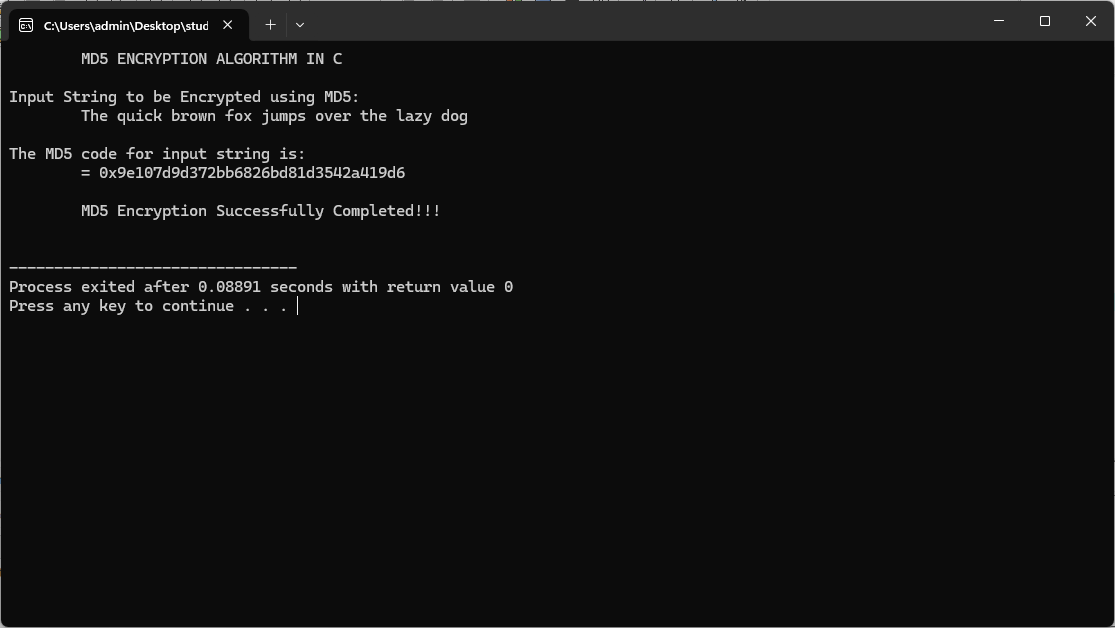 C:\Users\admin\Desktop\stud
MD5 ENCRYPTION ALGORITHM IN C
Input String to be Encrypted using MD5:
The quick brown fox jumps over the lazy dog
The MD5 code for input string is:
= 0x9e107d9d372bb6826bd81d3542a419d6
MD5 Encryption Successfully Completed!!!
--------------------------------
Process exited after 0.08891 seconds with return value 0
Press any key to continue . . .